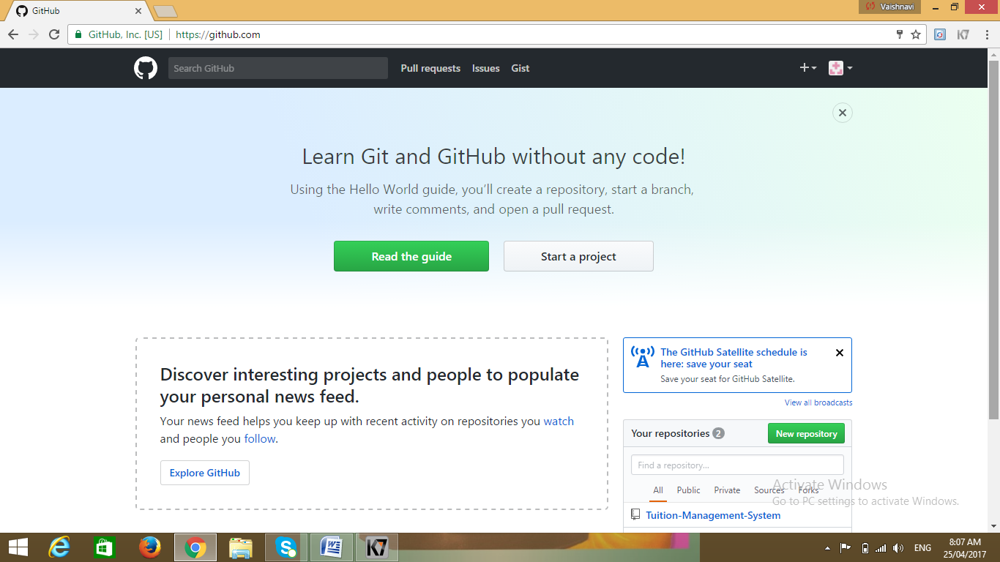 GitHub
Vaishnavi
GitHub, Inc. [US] https://github.com
K7
Search GitHub
Pull requests Issues Gist
Learn Git and GitHub without any code!
Using the Hello World guide, you’ll create a repository, start a branch,
write comments, and open a pull request.
Read the guide Start a project
Discover interesting projects and people to populate
your personal news feed.
Your news feed helps you keep up with recent activity on repositories you watch
and people you follow.
Explore GitHub
The GitHub Satellite schedule is
here: save your seat
Save your seat for GitHub Satellite.
View all broadcasts
Your repositories 2 New repository
Find a repository...
All Public Private Sources Forks
Tuition-Management-System
Activate Windows
Go to PC settings to activate Windows.
K7
ENG
8:07 AM
25/04/2017